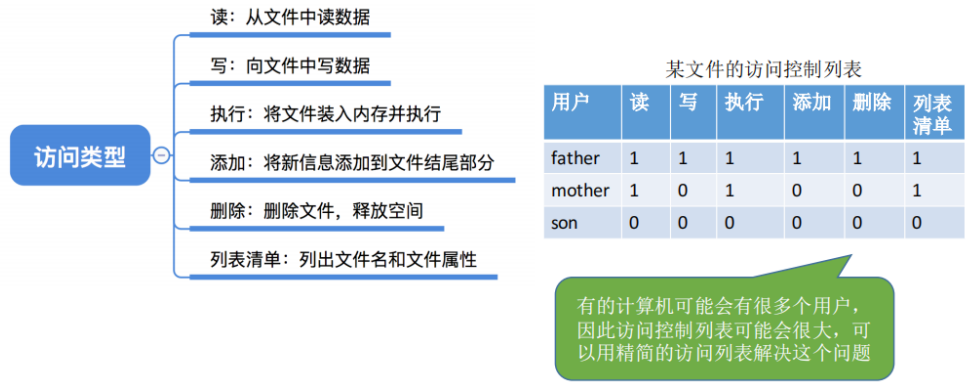 访问类型
读：从文件中读数据
写：向文件中写数据
执行：将文件装入内存并执行
添加：将新信息添加到文件结尾部分
删除：删除文件，释放空间
列表清单：列出文件名和文件属性
某文件的访问控制列表
用户 读 写 执行 添加 删除 列表清单
father 1 1 1 1 1 1
mother 1 0 1 0 0 1
son 0 0 0 0 0 0
有的计算机可能会有很多个用户，
因此访问控制列表可能会很大，可
以用精简的访问列表解决这个问题